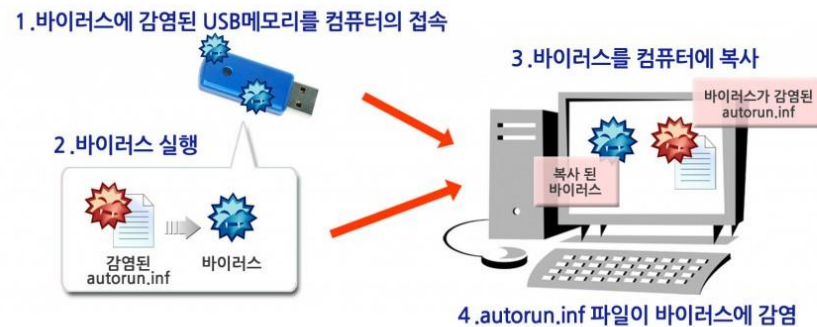 1.바이러스에 감염된 USB메모리를 컴퓨터의 접속
3.바이러스를 컴퓨터에 복사
바이러스가 감염된
autorun.inf
2.바이러스 실행
복사 된
바이러스
감염된
autorun.inf
바이러스
4.autorun.inf 파일이 바이러스에 감염